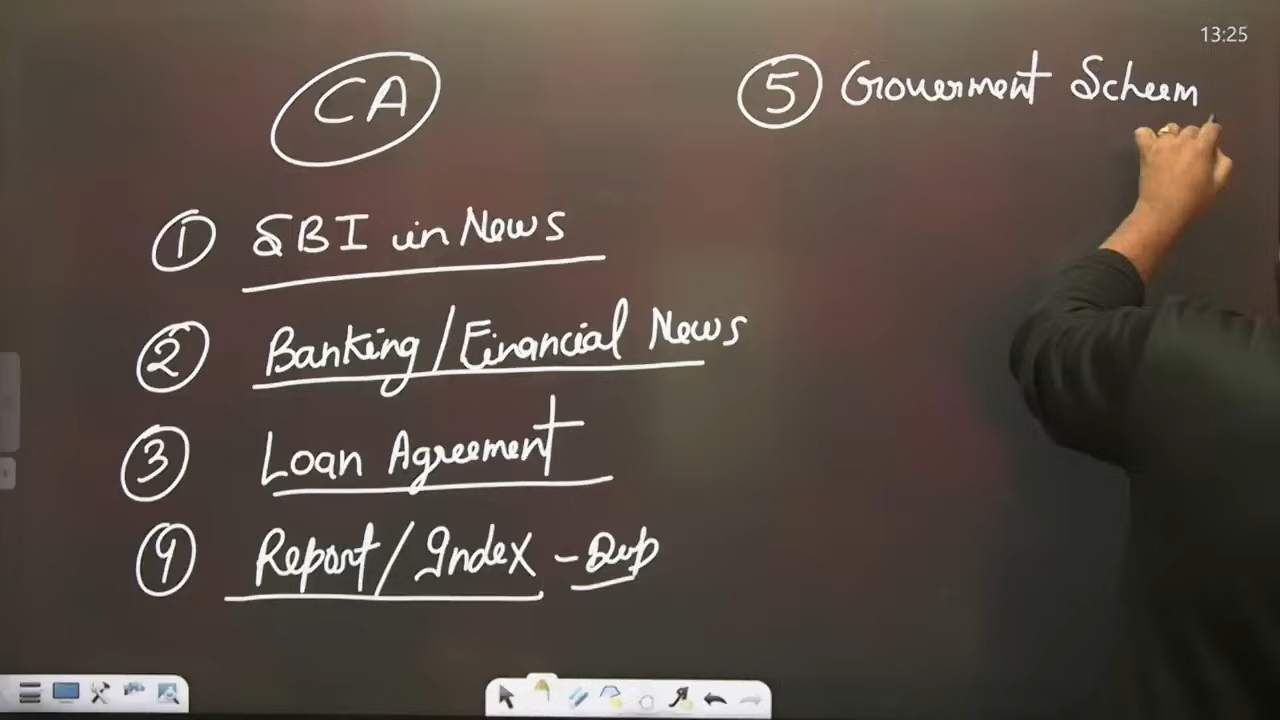 13:25
CA
① SBI in News
② Banking/Financial News
③ Loan Agreement
④ Report/Index -
⑤ Government Scheem